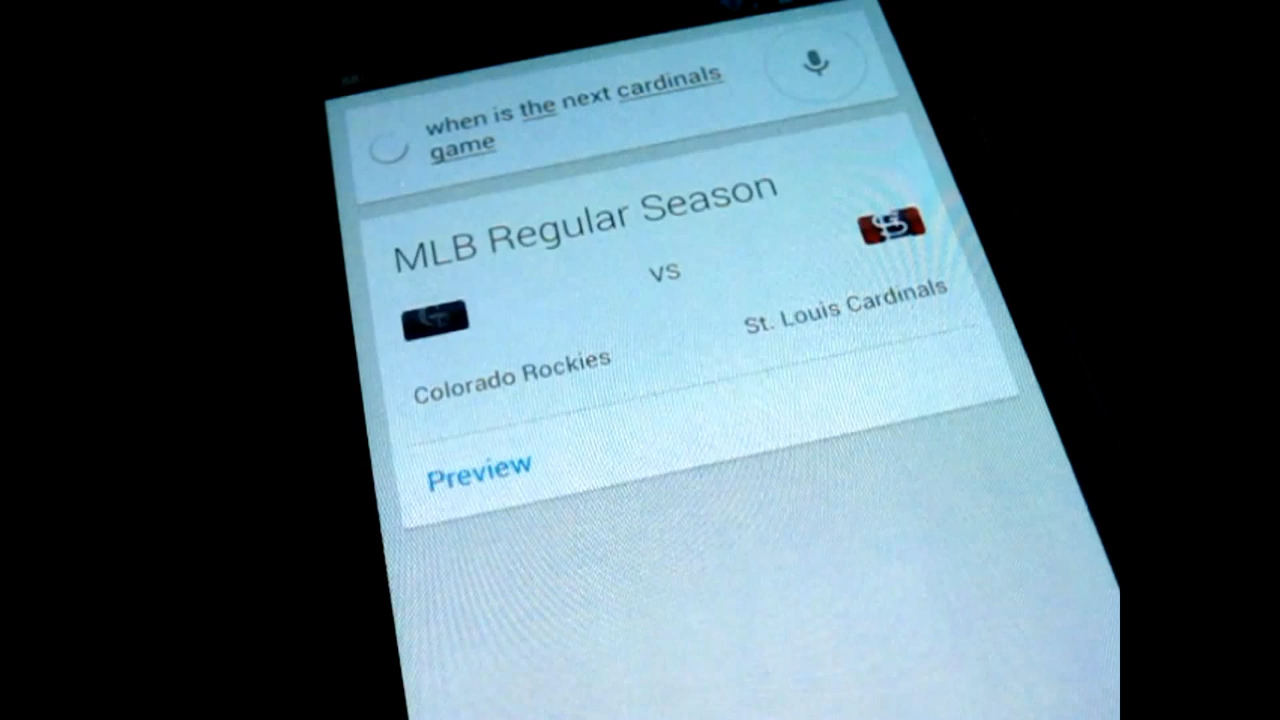 when is the next cardinals
game
MLB Regular Season
vs
Colorado Rockies
St. Louis Cardinals
Preview